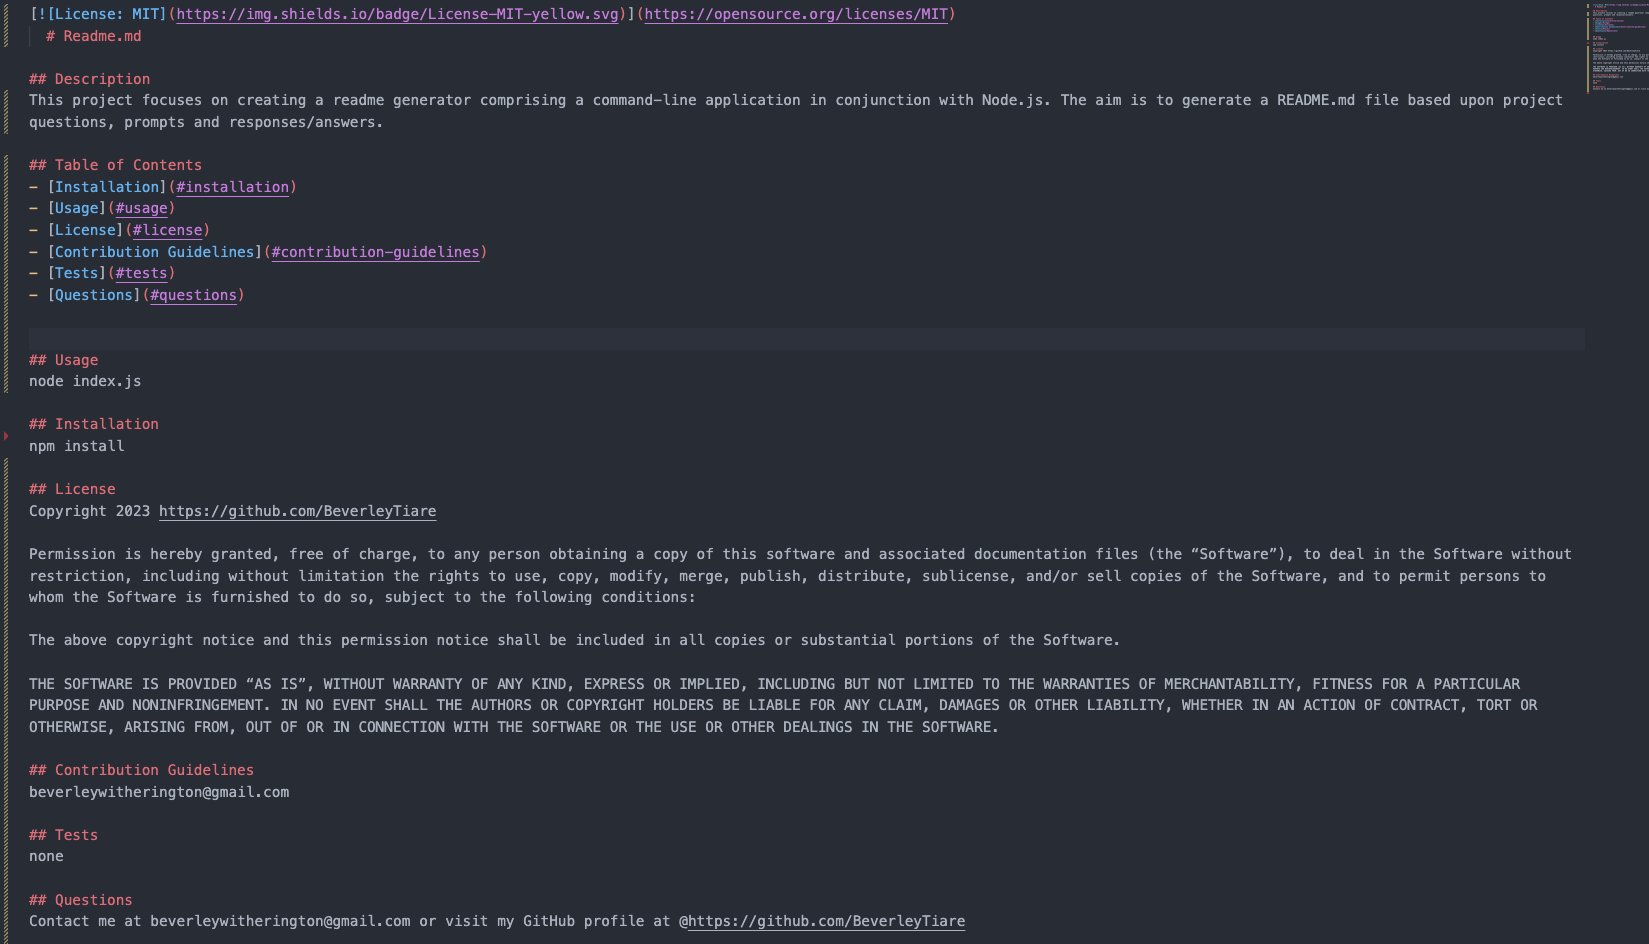 [![License: MIT](https://img.shields.io/badge/License-MIT-yellow.svg)](https://opensource.org/licenses/MIT)
# Readme.md
## Description
This project focuses on creating a readme generator comprising a command-line application in conjunction with Node.js. The aim is to generate a README.md file based upon project
questions, prompts and responses/answers.
## Table of Contents
- [Installation](#installation)
- [Usage](#usage)
- [License](#license)
- [Contribution Guidelines](#contribution-guidelines)
- [Tests](#tests)
- [Questions](#questions)
## Usage
node index.js
## Installation
npm install
## License
Copyright 2023 https://github.com/BeverleyTiare
Permission is hereby granted, free of charge, to any person obtaining a copy of this software and associated documentation files (the “Software”), to deal in the Software without
restriction, including without limitation the rights to use, copy, modify, merge, publish, distribute, sublicense, and/or sell copies of the Software, and to permit persons to
whom the Software is furnished to do so, subject to the following conditions:
The above copyright notice and this permission notice shall be included in all copies or substantial portions of the Software.
THE SOFTWARE IS PROVIDED “AS IS”, WITHOUT WARRANTY OF ANY KIND, EXPRESS OR IMPLIED, INCLUDING BUT NOT LIMITED TO THE WARRANTIES OF MERCHANTABILITY, FITNESS FOR A PARTICULAR
PURPOSE AND NONINFRINGEMENT. IN NO EVENT SHALL THE AUTHORS OR COPYRIGHT HOLDERS BE LIABLE FOR ANY CLAIM, DAMAGES OR OTHER LIABILITY, WHETHER IN AN ACTION OF CONTRACT, TORT OR
OTHERWISE, ARISING FROM, OUT OF OR IN CONNECTION WITH THE SOFTWARE OR THE USE OR OTHER DEALINGS IN THE SOFTWARE.
## Contribution Guidelines
beverleywitherington@gmail.com
## Tests
none
## Questions
Contact me at beverleywitherington@gmail.com or visit my GitHub profile at @https://github.com/BeverleyTiare